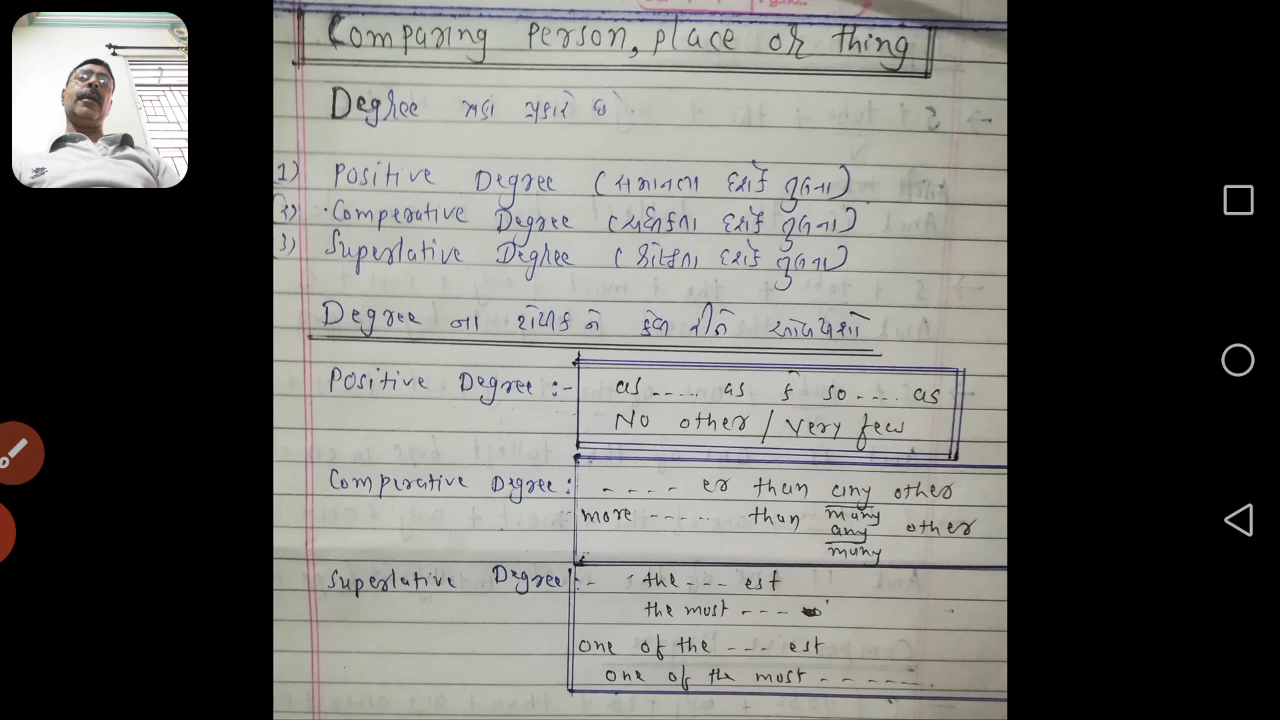 Comparing Person, place or thing
Degree ત્રણ પ્રકારે છે.
1) Positive Degree (સમાનતા દર્શક તુલના)
2) Comperative Degree (અધિકતા દર્શક તુલના)
3) Superlative Degree (શ્રેષ્ઠતા દર્શક તુલના)
Degree ના કેવી રીતે ઓળખશો
Positive Degree :- as ..... as કે so .... as
No other / Very few
Comperative Degree : - - - - er than any other
many
more ----- than any other
many
Superlative Degree :- the --- est
the most ----
one of the --- est
one of the most -------